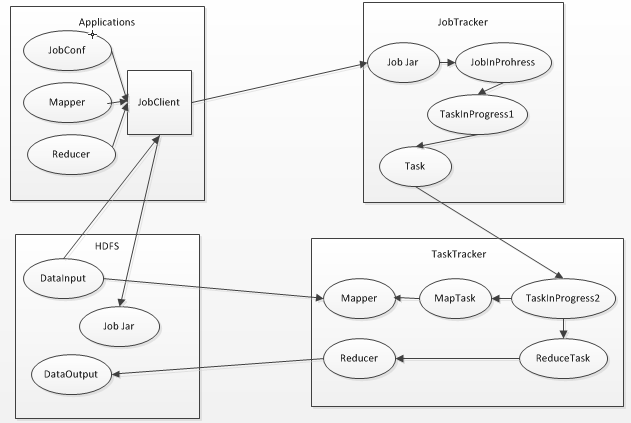 Applications
JobConf
Mapper
Reducer
JobClient
JobTracker
Job Jar
JobInProhress
TaskInProgress1
Task
HDFS
DataInput
Job Jar
DataOutput
TaskTracker
Mapper
MapTask
TaskInProgress2
Reducer
ReduceTask